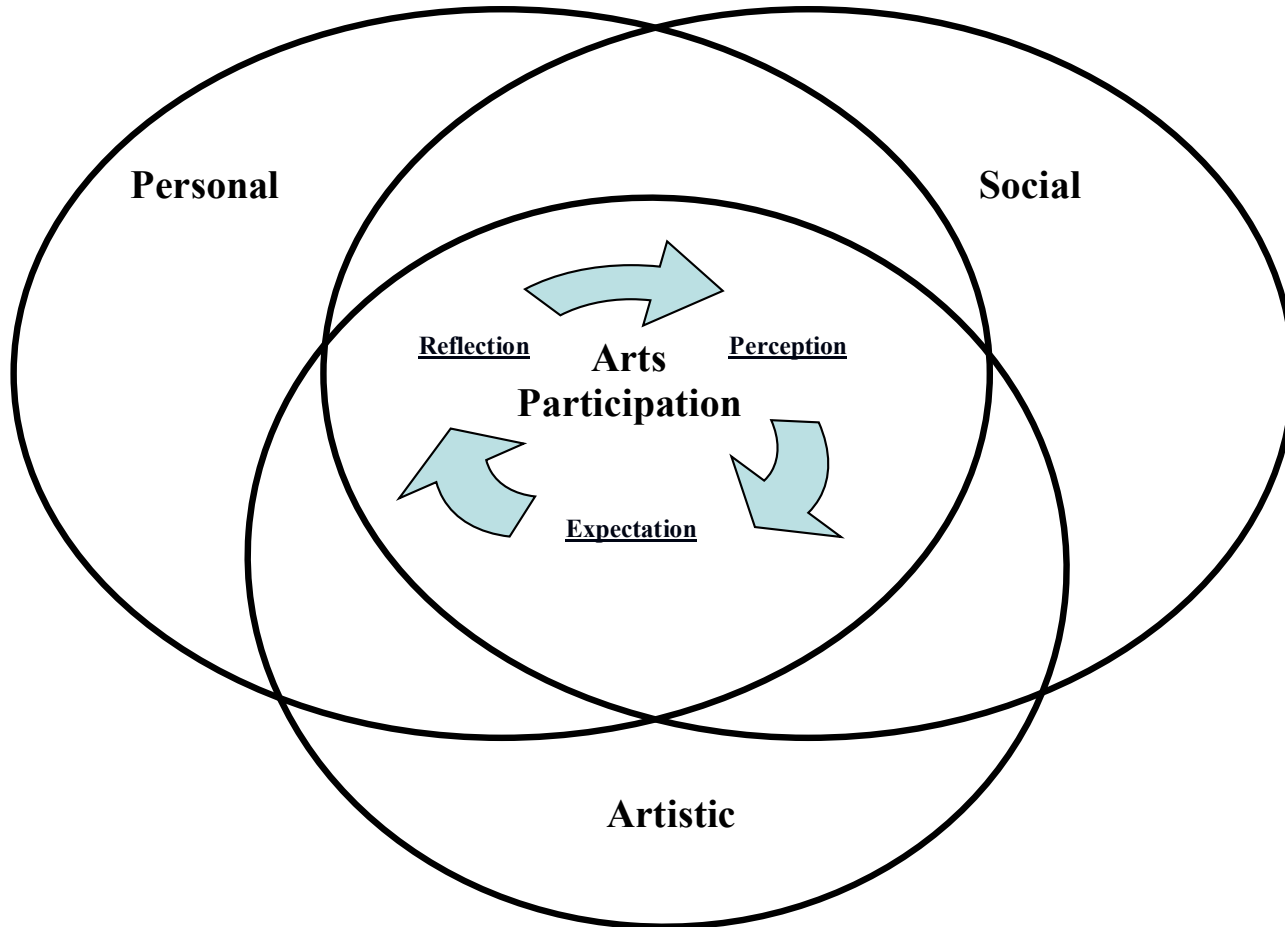 Personal
Social
Reflection
Arts
Perception
Participation
Expectation
Artistic